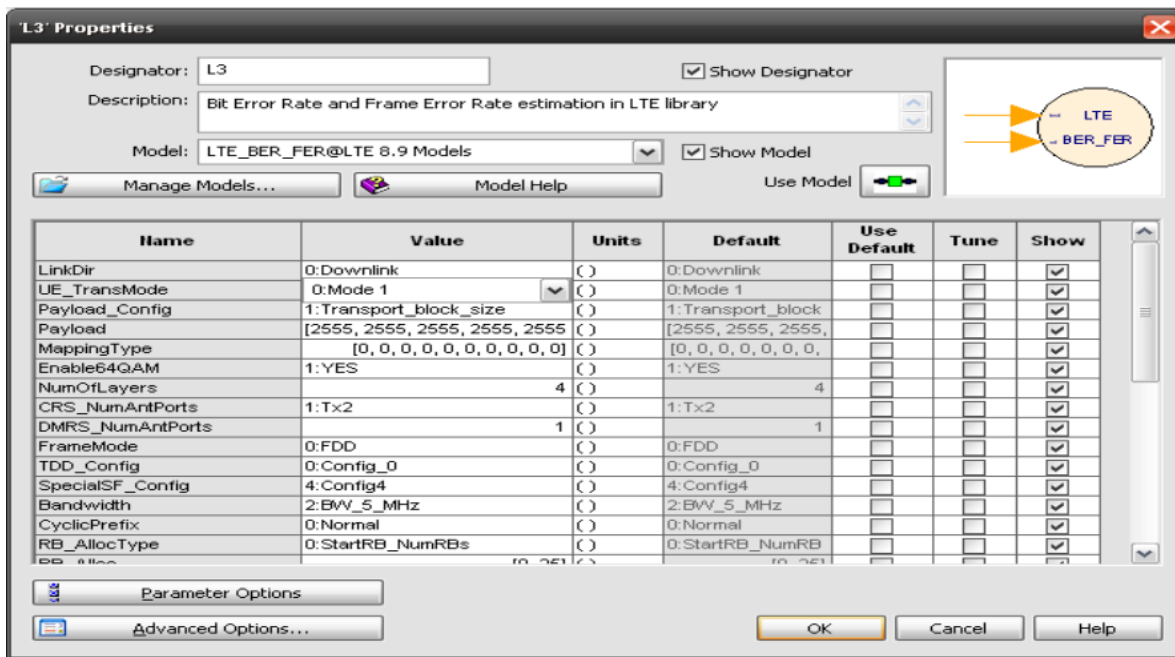 'L3' Properties
Designator: L3
Show Designator
Description: Bit Error Rate and Frame Error Rate estimation in LTE library
LTE
BER_FER
Model: LTE_BER_FER@LTE 8.9 Models
Show Model
Manage Models...
Model Help
Use Model
Name Value Units Default Use Default Tune Show
LinkDir 0:Downlink () 0:Downlink
UE_TransMode 0:Mode 1 () 0:Mode 1
Payload_Config 1:Transport_block_size () 1:Transport_block
Payload [2555, 2555, 2555, 2555, 2555 () [2555, 2555, 2555,
MappingType [0, 0, 0, 0, 0, 0, 0, 0, 0, 0] () [0, 0, 0, 0, 0, 0, 0,
Enable64QAM 1:YES () 1:YES
NumOfLayers 4 () 4
CRS_NumAntPorts 1:Tx2 () 1:Tx2
DMRS_NumAntPorts 1 () 1
FrameMode 0:FDD () 0:FDD
TDD_Config 0:Config_0 () 0:Config_0
SpecialSF_Config 4:Config4 () 4:Config4
Bandwidth 2:BW_5_MHz () 2:BW_5_MHz
CyclicPrefix 0:Normal () 0:Normal
RB_AllocType 0:StartRB_NumRBs () 0:StartRB_NumRB
Parameter Options
Advanced Options...
OK
Cancel
Help